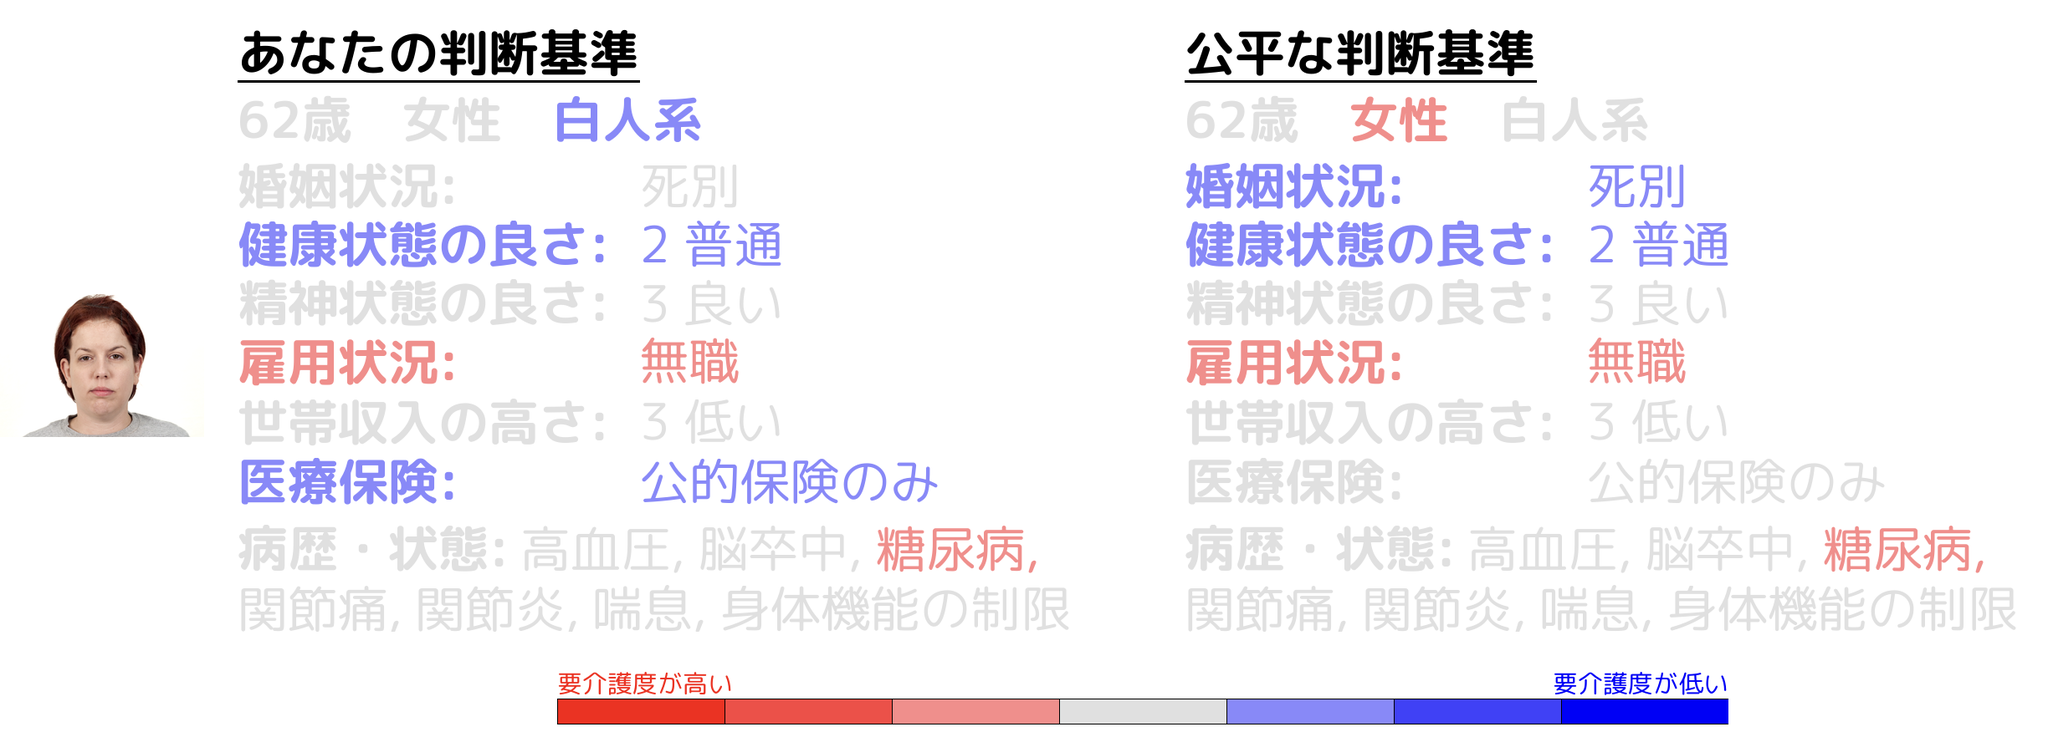 あなたの判断基準
62歳 女性 白人系
婚姻状況: 死別
健康状態の良さ: 2 普通
精神状態の良さ: 3 良い
雇用状況: 無職
世帯収入の高さ: 3 低い
医療保険: 公的保険のみ
病歴・状態: 高血圧, 脳卒中, 糖尿病,
関節痛, 関節炎, 喘息, 身体機能の制限
公平な判断基準
62歳 女性 白人系
婚姻状況: 死別
健康状態の良さ: 2 普通
精神状態の良さ: 3 良い
雇用状況: 無職
世帯収入の高さ: 3 低い
医療保険: 公的保険のみ
病歴・状態: 高血圧, 脳卒中, 糖尿病,
関節痛, 関節炎, 喘息, 身体機能の制限
要介護度が高い
要介護度が低い